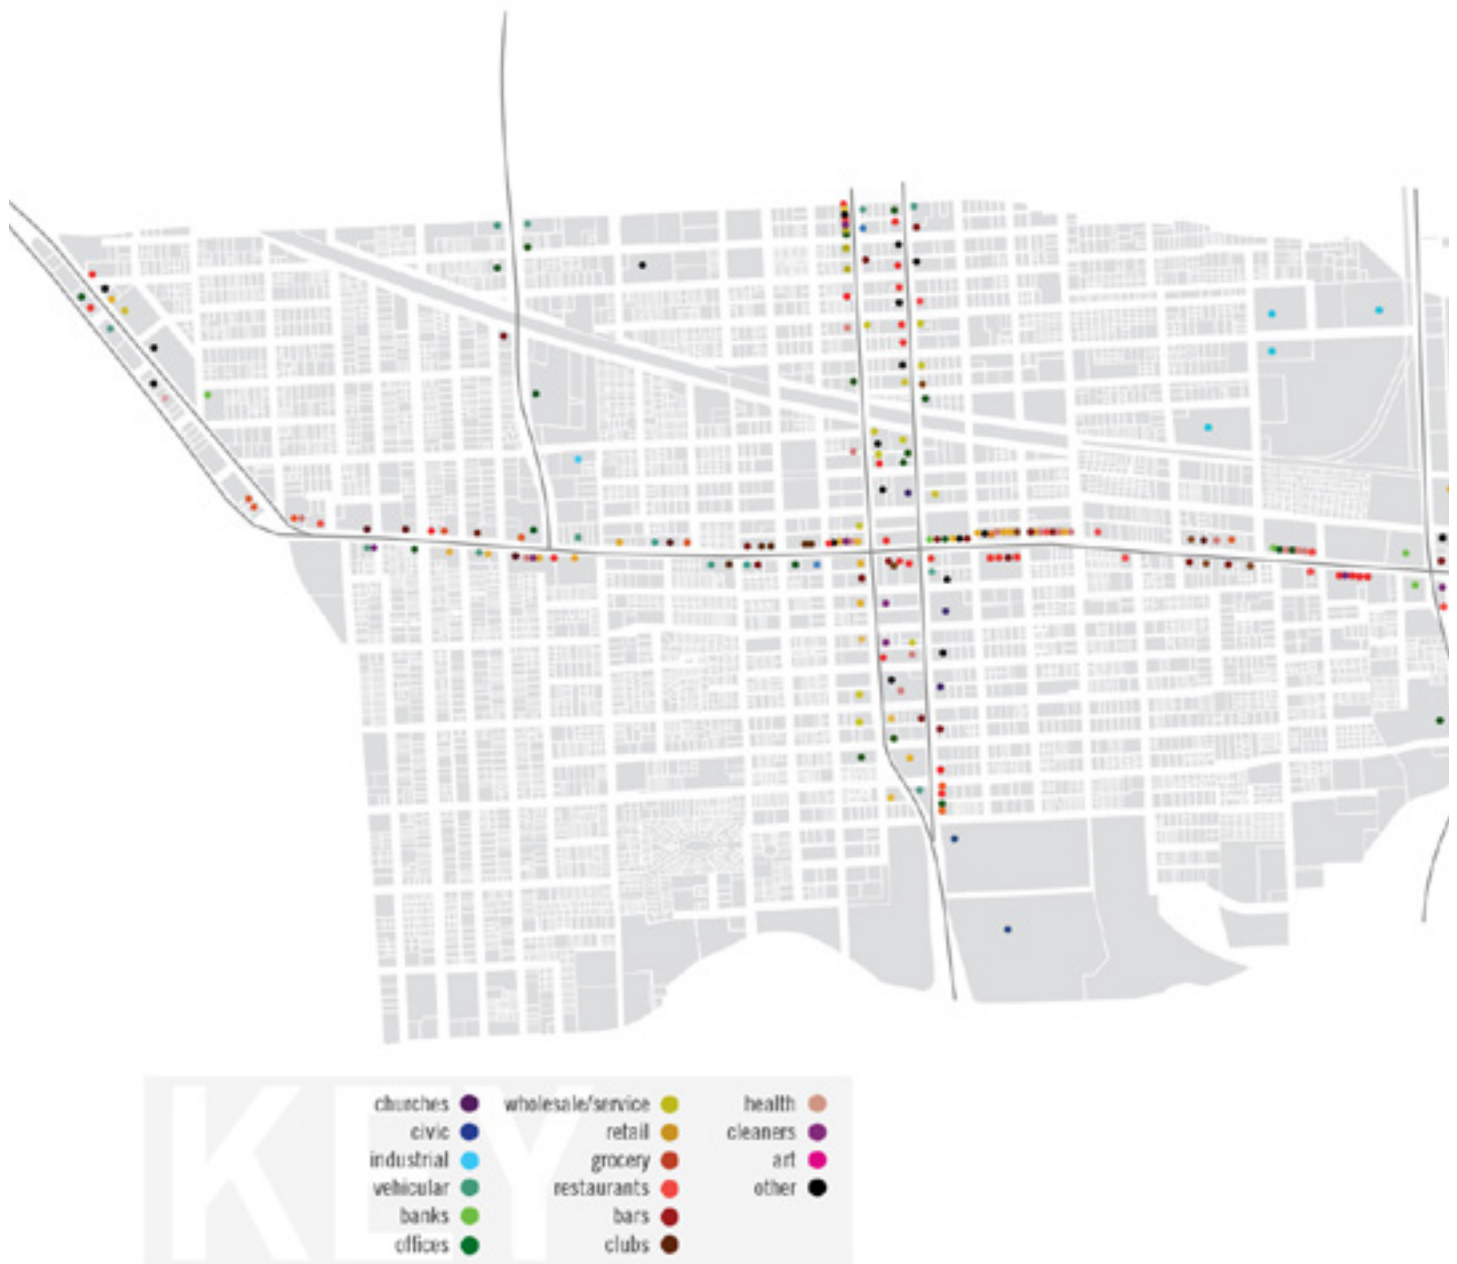 KEY
churches
civic
industrial
vehicular
banks
offices
wholesale/service
retail
grocery
restaurants
bars
clubs
health
cleaners
art
other